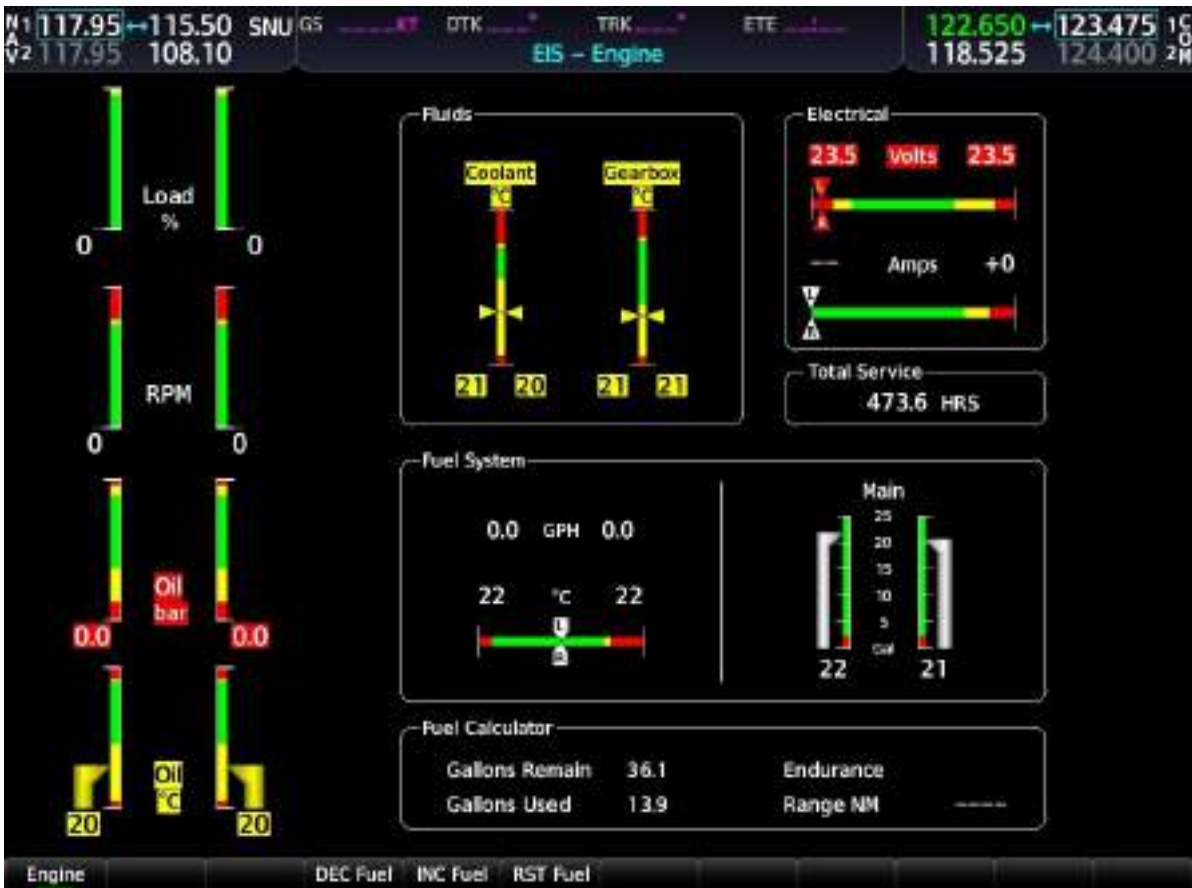 N1 117.95 ↔ 115.50 SNU GS ____KT DTK ____° TRK ____° ETE __:__ 122.650 ↔ 123.475 1 C
A O
V2 117.95 108.10 EIS – Engine 118.525 124.400 2 M
Load
%
0 0
RPM
0 0
Oil
bar
0.0 0.0
Oil
°C
20 20
Fluids
Coolant Gearbox
°C °C
21 20 21 21
Electrical
23.5 Volts 23.5
L
R
--- Amps +0
L
R
Total Service
473.6 HRS
Fuel System
0.0 GPH 0.0
22 °C 22
L
R
Main
25
20
15
10
5
Gal
22 21
Fuel Calculator
Gallons Remain 36.1 Endurance
Gallons Used 13.9 Range NM ----
Engine DEC Fuel INC Fuel RST Fuel